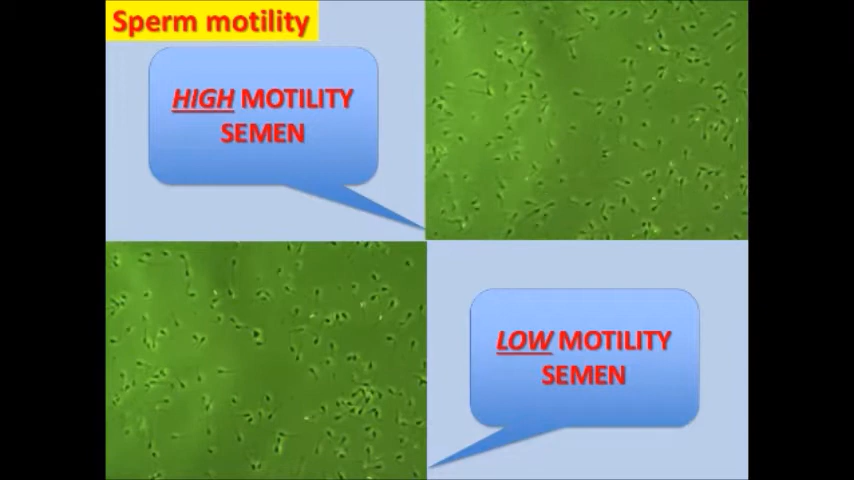 Sperm motility
HIGH MOTILITY
SEMEN
LOW MOTILITY
SEMEN